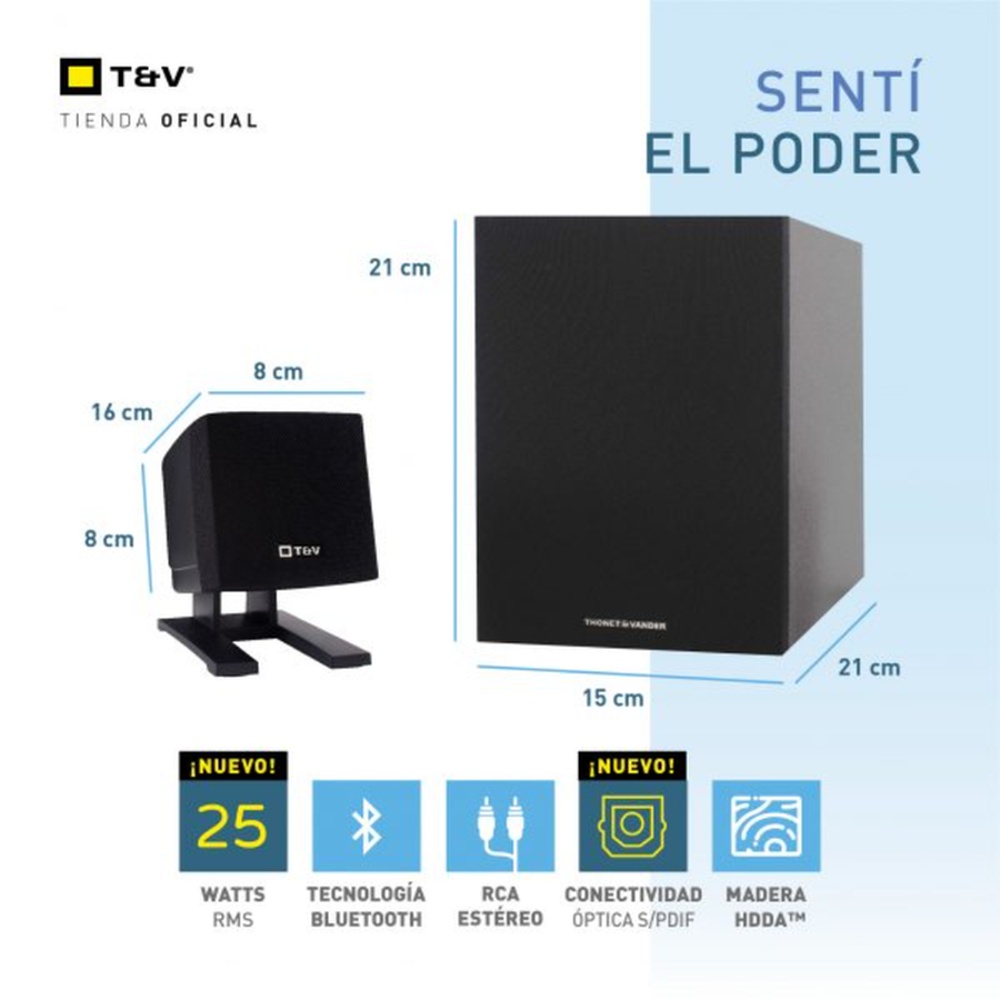 T&V®
TIENDA OFICIAL
SENTÍ
EL PODER
21 cm
8 cm
16 cm
8 cm
T&V
THONET & VANDER
21 cm
15 cm
¡NUEVO!
25
WATTS
RMS
TECNOLOGÍA
BLUETOOTH
RCA
ESTÉREO
¡NUEVO!
CONECTIVIDAD
ÓPTICA S/PDIF
MADERA
HDDA™